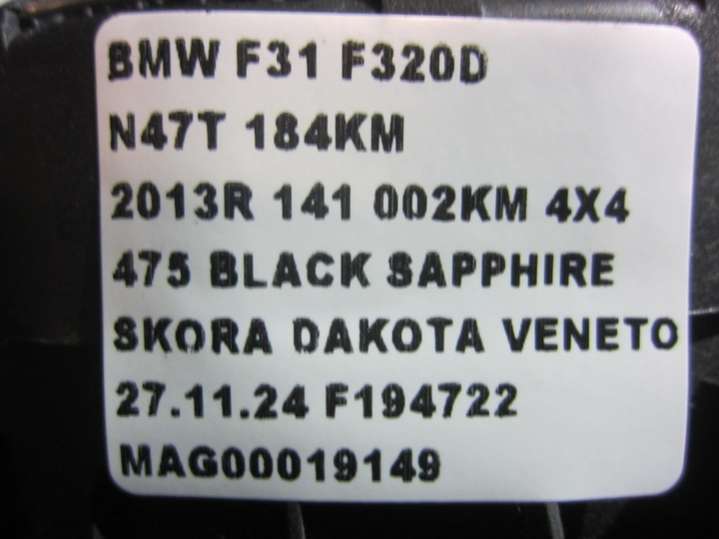 BMW F31 F320D
N47T 184KM
2013R 141 002KM 4X4
475 BLACK SAPPHIRE
SKORA DAKOTA VENETO
27.11.24 F194722
MAG00019149